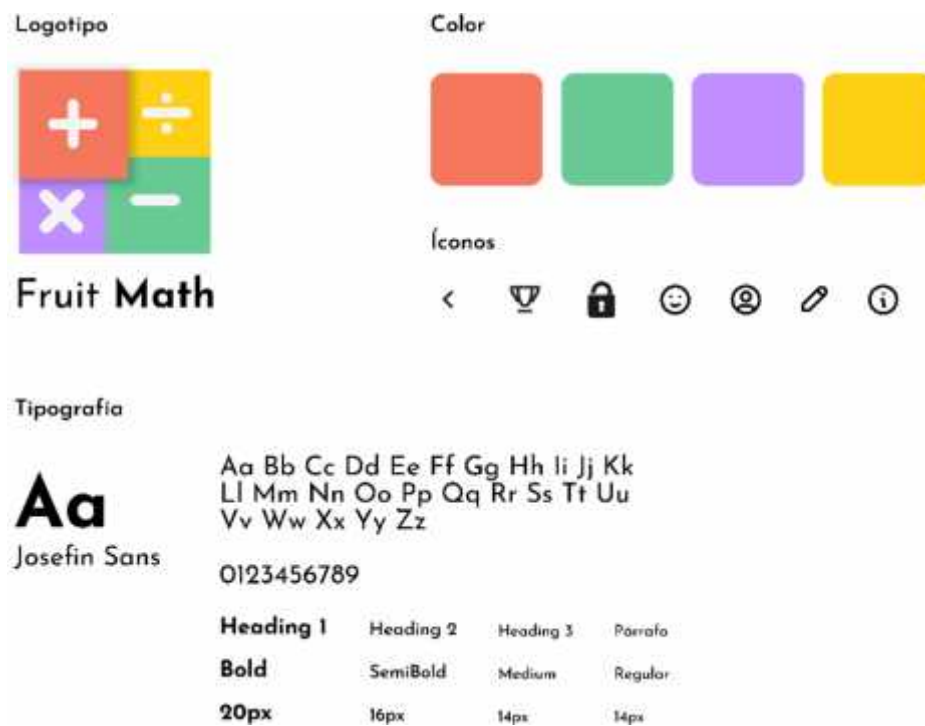 Logotipo
Color
Fruit Math
Íconos
Tipografía
Aa
Josefin Sans
Aa Bb Cc Dd Ee Ff Gg Hh Ii Jj Kk
Ll Mm Nn Oo Pp Qq Rr Ss Tt Uu
Vv Ww Xx Yy Zz
0123456789
Heading 1 Heading 2 Heading 3 Párrafo
Bold SemiBold Medium Regular
20px 16px 14px 14px